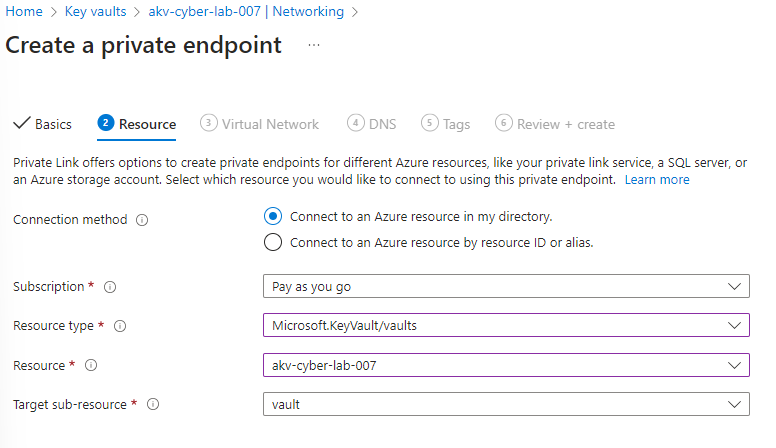 Home > Key vaults > akv-cyber-lab-007 | Networking >
Create a private endpoint ...
Basics 2 Resource 3 Virtual Network 4 DNS 5 Tags 6 Review + create
Private Link offers options to create private endpoints for different Azure resources, like your private link service, a SQL server, or
an Azure storage account. Select which resource you would like to connect to using this private endpoint. Learn more
Connection method Connect to an Azure resource in my directory.
Connect to an Azure resource by resource ID or alias.
Subscription * Pay as you go
Resource type * Microsoft.KeyVault/vaults
Resource * akv-cyber-lab-007
Target sub-resource * vault